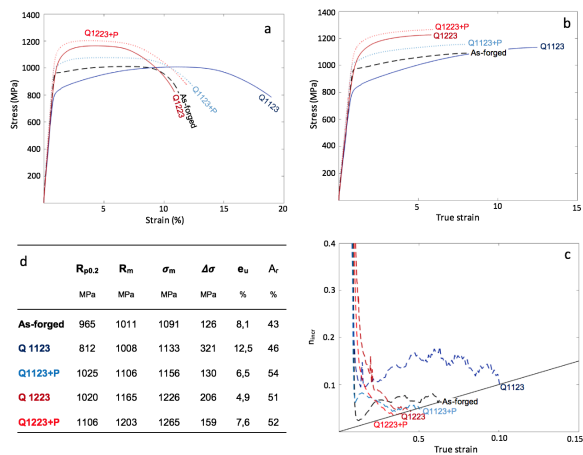 a
Q1223+P
Q1123+P
As-forged
Q1223
Q1123
1400
1200
1000
800
600
400
200
0
5
10
15
20
Stress (MPa)
Strain (%)
b
Q1223+P
Q1223
Q1123+P
As-forged
Q1123
1400
1200
1000
800
600
400
200
5
10
15
Stress (MPa)
True strain
d
Rp0.2 Rm σm Δσ eu Ar
MPa MPa MPa MPa % %
As-forged 965 1011 1091 126 8,1 43
Q 1123 812 1008 1133 321 12,5 46
Q1123+P 1025 1106 1156 130 6,5 54
Q 1223 1020 1165 1226 206 4,9 51
Q1223+P 1106 1203 1265 159 7,6 52
c
0.4
0.3
0.2
0.1
0
0.5
0.10
0.15
nincr
True strain
Q1123
As-forged
Q1123+P
Q1223
Q1223+P